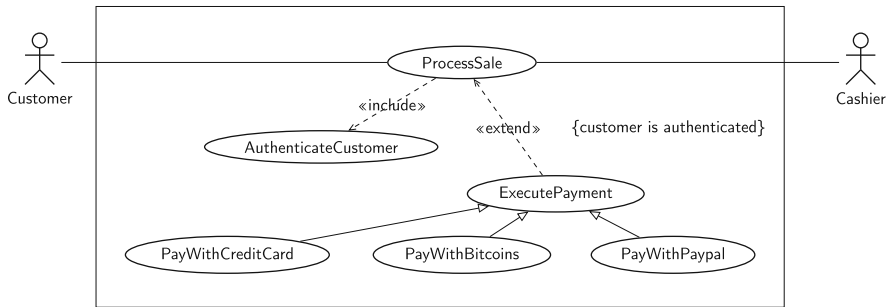 ProcessSale
Customer
Cashier
«include»
«extend»
{customer is authenticated}
AuthenticateCustomer
ExecutePayment
PayWithCreditCard
PayWithBitcoins
PayWithPaypal